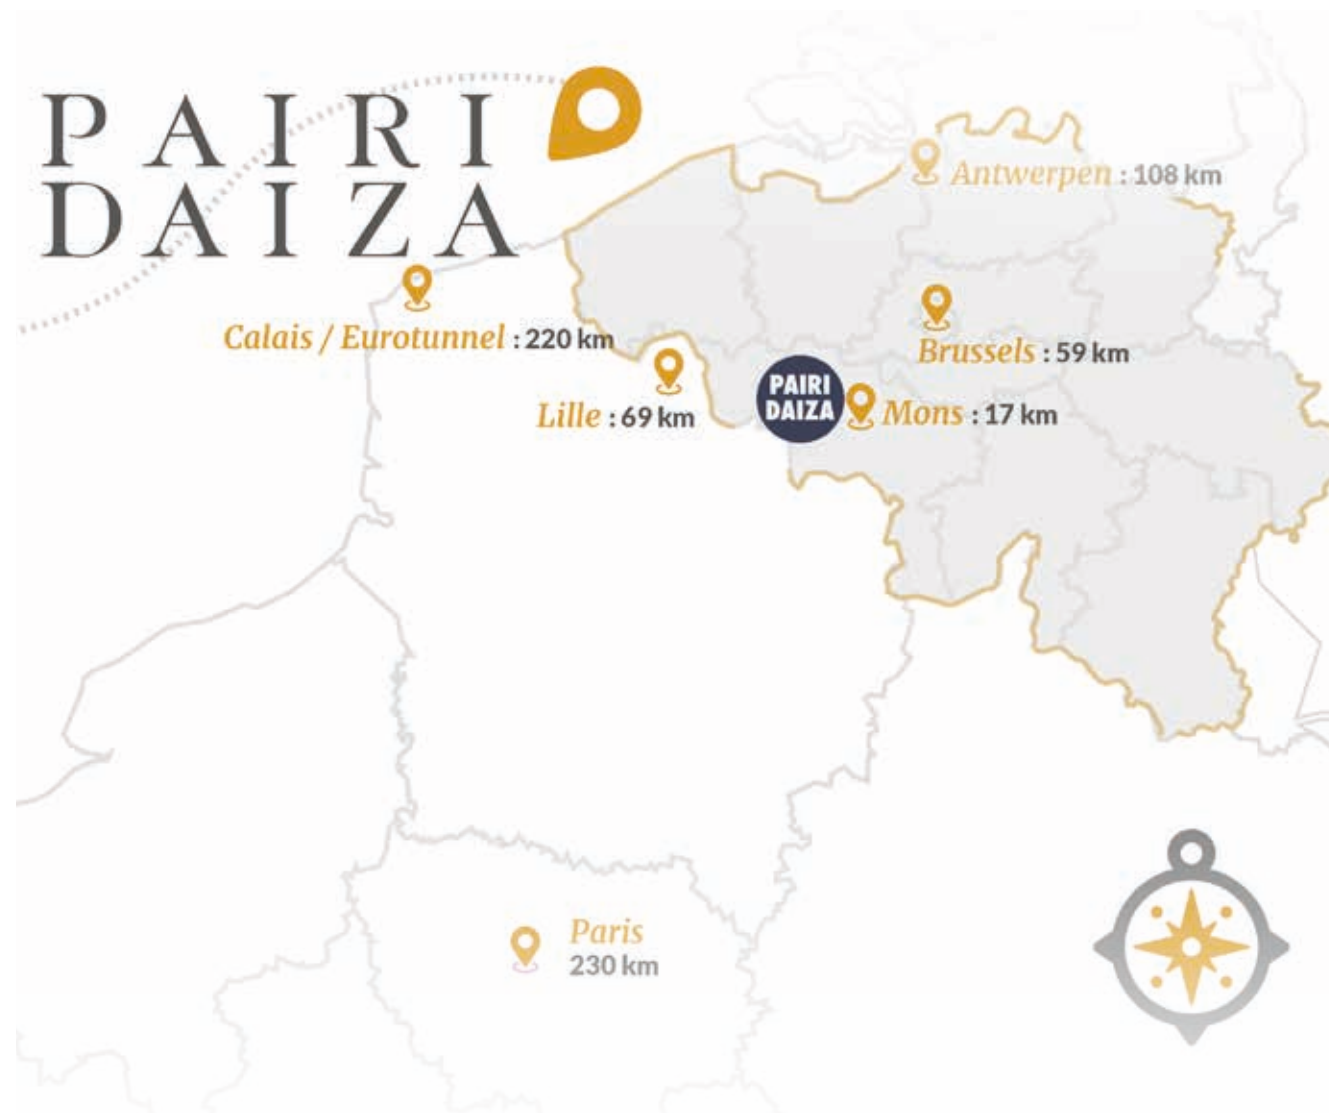 PAIRI
DAIZA
Antwerpen : 108 km
Calais / Eurotunnel : 220 km
Brussels : 59 km
Lille : 69 km
PAIRI
DAIZA
Mons : 17 km
Paris
230 km